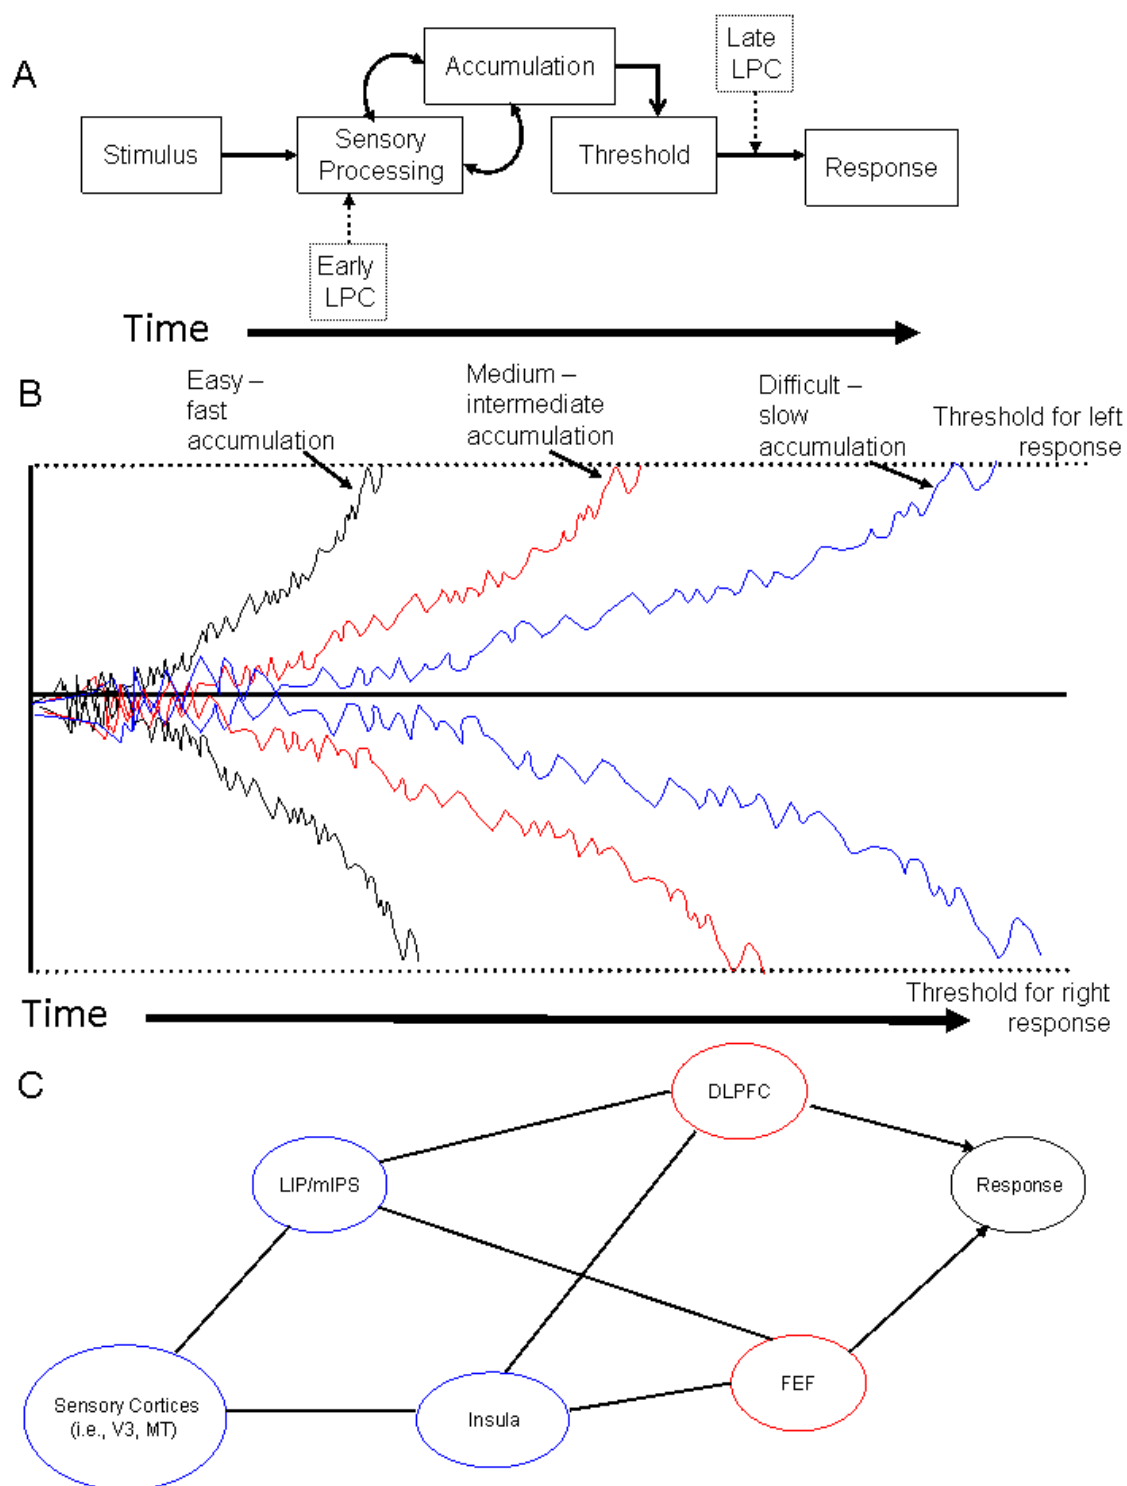 A
Stimulus
Sensory
Processing
Accumulation
Threshold
Late
LPC
Response
Early
LPC
Time
B
Easy –
fast
accumulation
Medium –
intermediate
accumulation
Difficult –
slow
accumulation
Threshold for left
response
Threshold for right
response
Time
C
DLPFC
LIP/mIPS
Response
Sensory Cortices
(i.e., V3, MT)
Insula
FEF